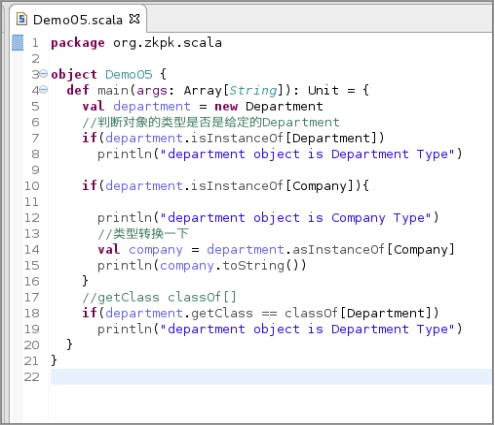 Demo05.scala
1 package org.zkpk.scala
2
3 object Demo05 {
4 def main(args: Array[String]): Unit = {
5 val department = new Department
6 //判断对象的类型是否是给定的Department
7 if(department.isInstanceOf[Department])
8 println("department object is Department Type")
9
10 if(department.isInstanceOf[Company]){
11
12 println("department object is Company Type")
13 //类型转换一下
14 val company = department.asInstanceOf[Company]
15 println(company.toString())
16 }
17 //getClass classOf[]
18 if(department.getClass == classOf[Department])
19 println("department object is Department Type")
20 }
21 }
22